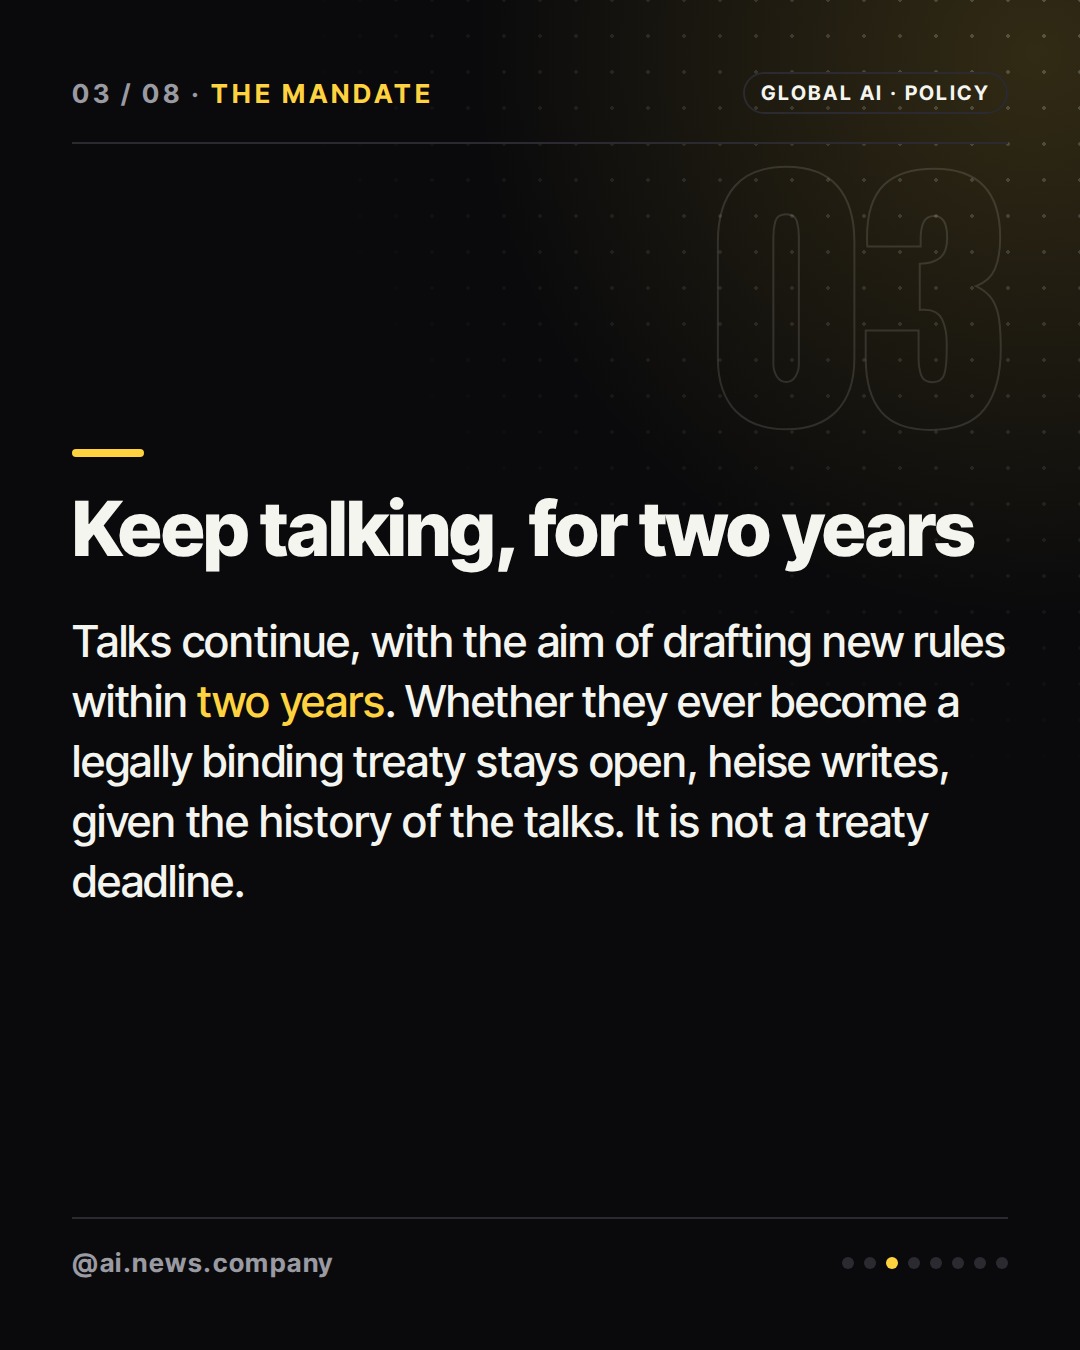 03 / 08 · THE MANDATE
GLOBAL AI · POLICY
03
Keep talking, for two years
Talks continue, with the aim of drafting new rules
within two years. Whether they ever become a
legally binding treaty stays open, heise writes,
given the history of the talks. It is not a treaty
deadline.
@ai.news.company